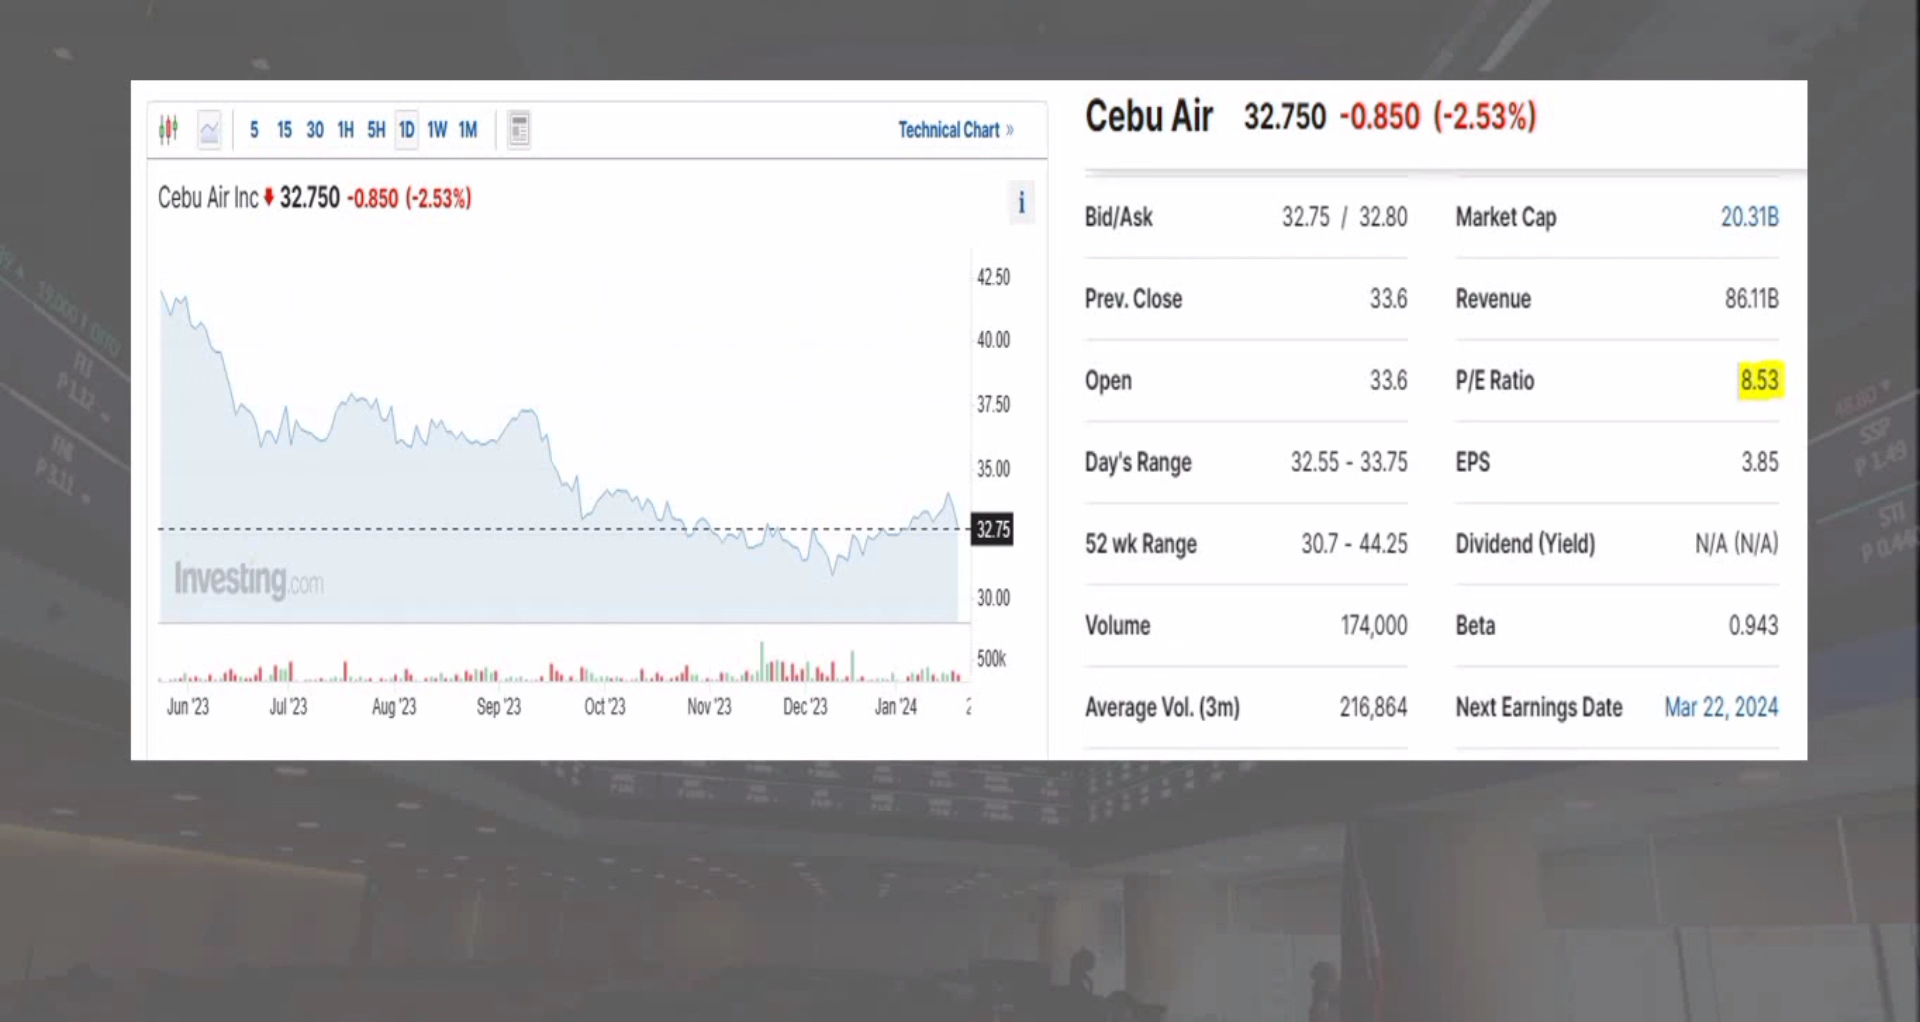 5 15 30 1H 5H 1D 1W 1M
Technical Chart »
Cebu Air Inc 32.750 -0.850 (-2.53%)
i
42.50
40.00
37.50
35.00
32.75
30.00
500k
Investing.com
Jun '23 Jul '23 Aug '23 Sep '23 Oct '23 Nov '23 Dec '23 Jan '24
Cebu Air 32.750 -0.850 (-2.53%)
Bid/Ask 32.75 / 32.80
Prev. Close 33.6
Open 33.6
Day's Range 32.55 - 33.75
52 wk Range 30.7 - 44.25
Volume 174,000
Average Vol. (3m) 216,864
Market Cap 20.31B
Revenue 86.11B
P/E Ratio 8.53
EPS 3.85
Dividend (Yield) N/A (N/A)
Beta 0.943
Next Earnings Date Mar 22, 2024
SSP
P 1.49
STI